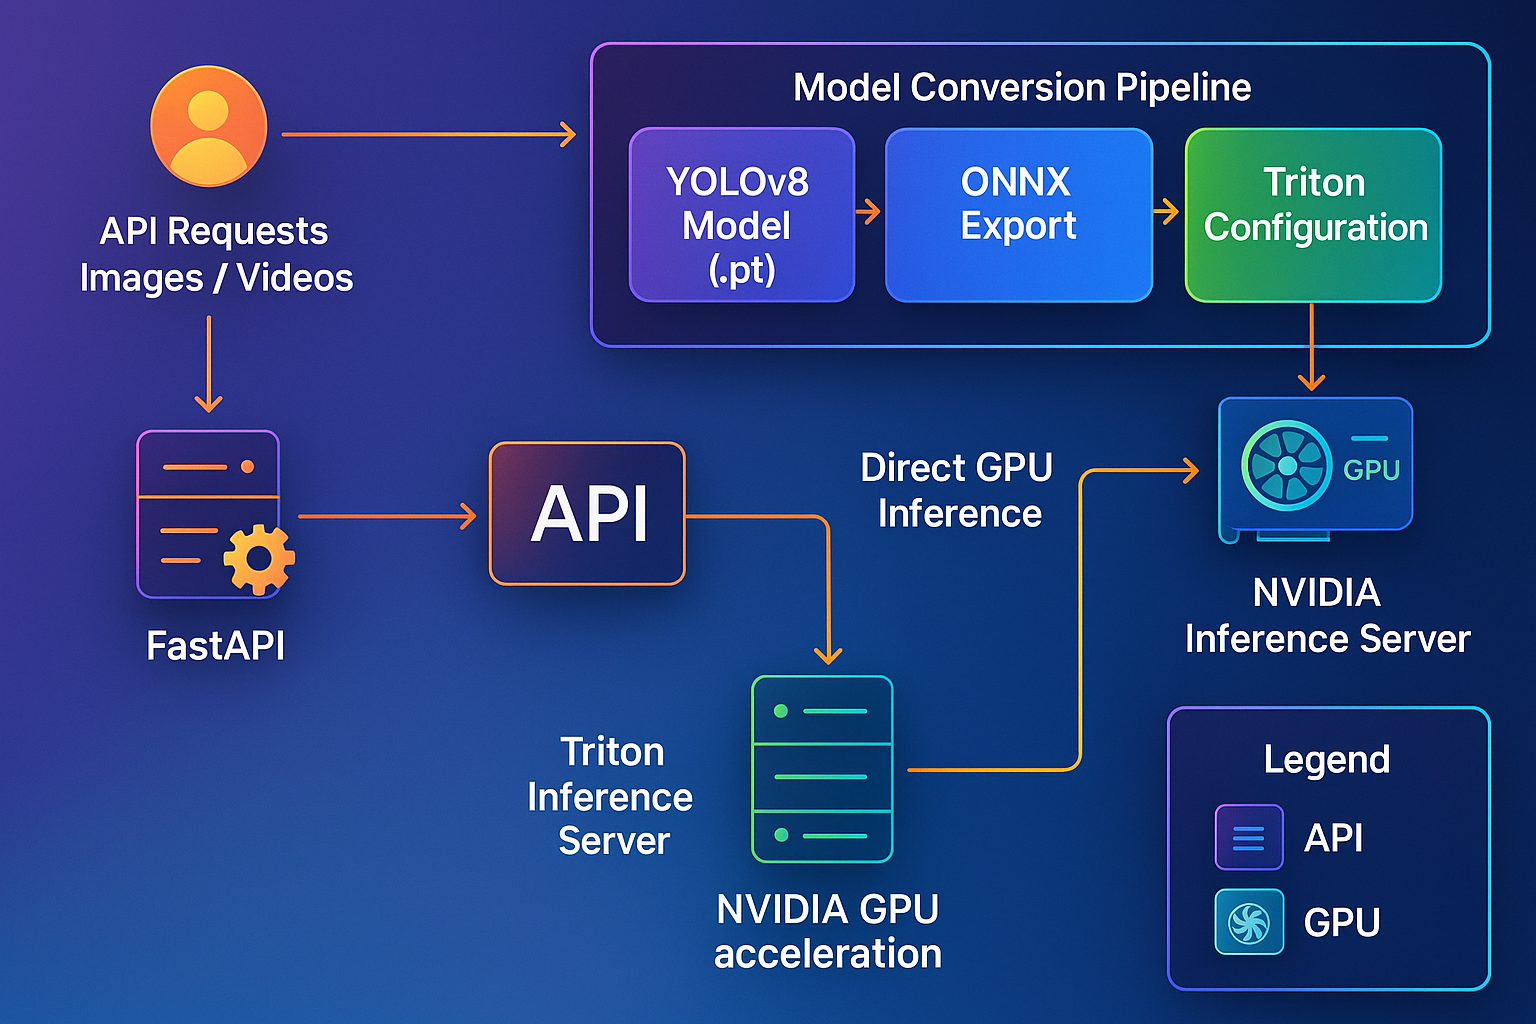 Model Conversion Pipeline
YOLOv8
Model
(.pt)
ONNX
Export
Triton
Configuration
API Requests
Images / Videos
FastAPI
API
Direct GPU
Inference
GPU
NVIDIA
Inference Server
Triton
Inference
Server
NVIDIA GPU
acceleration
Legend
API
GPU